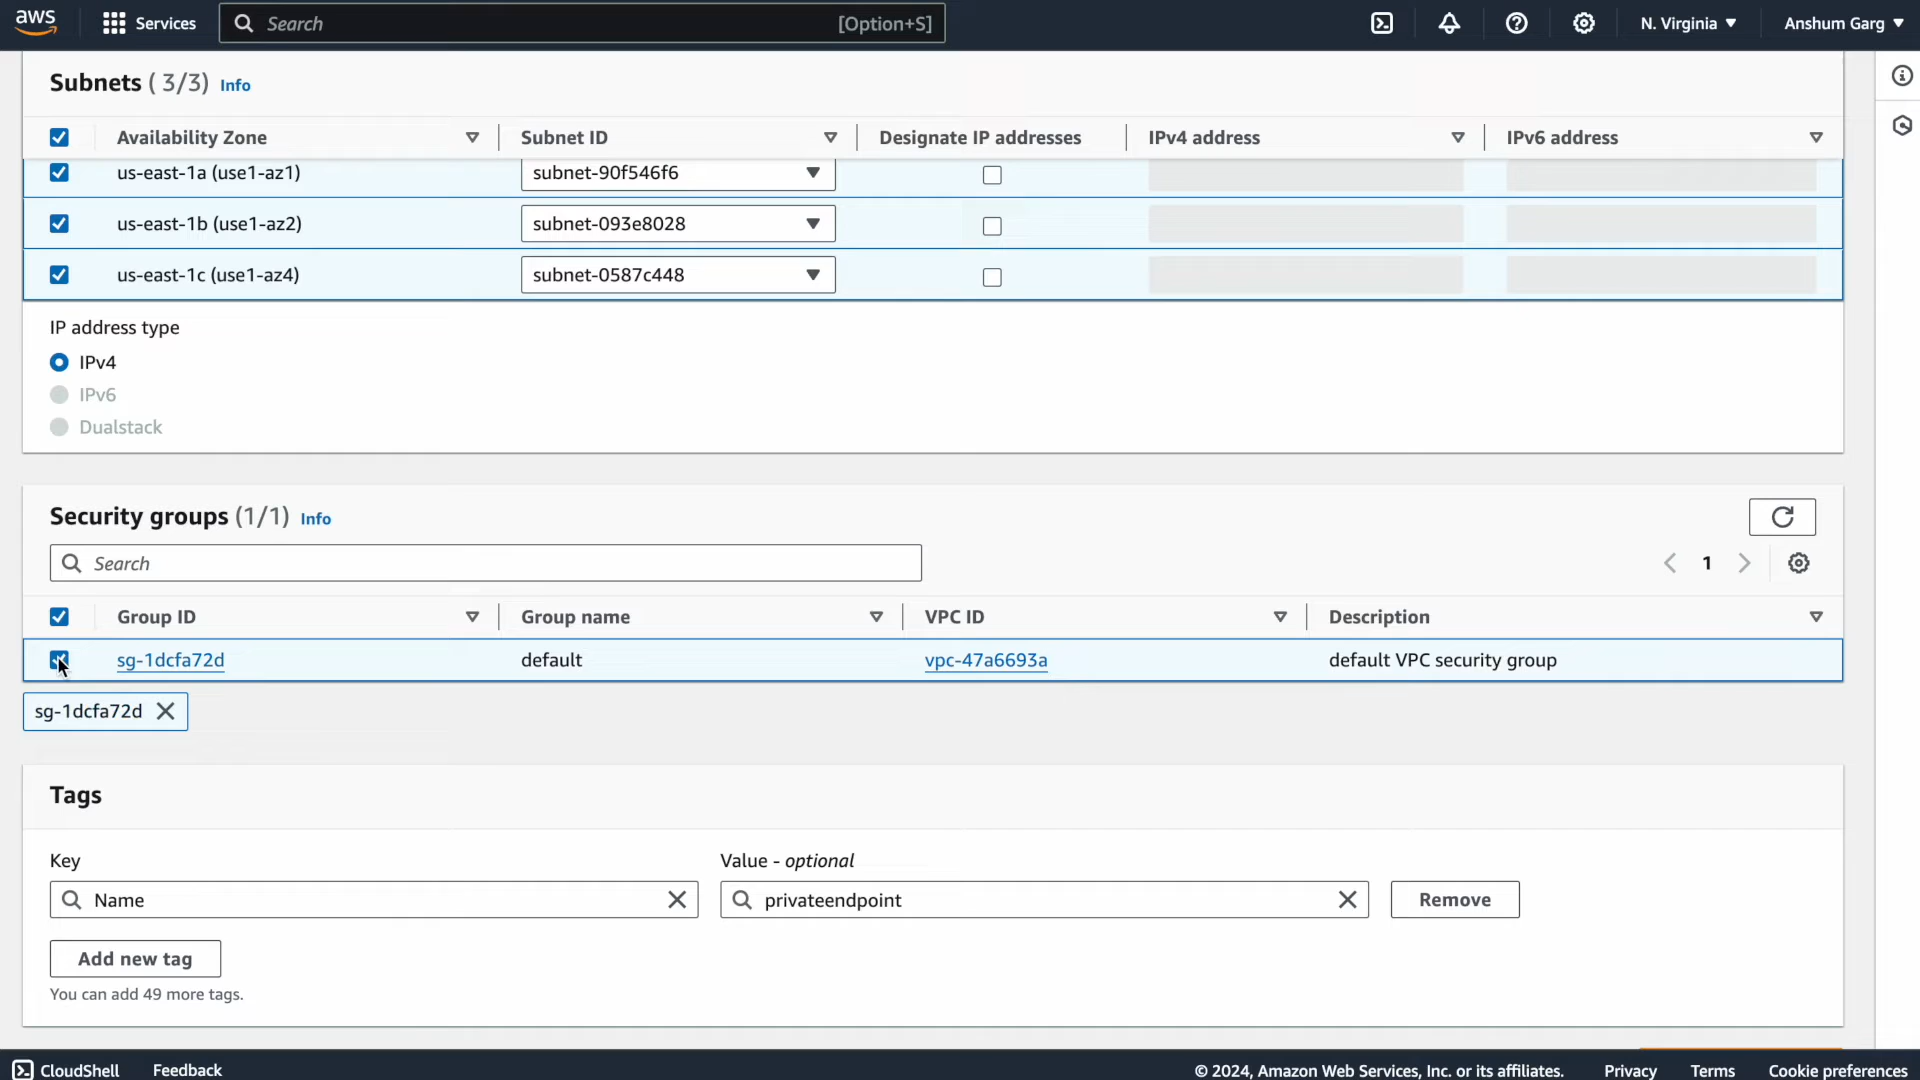 aws Services Search [Option+S] N. Virginia Anshum Garg
Subnets ( 3/3) Info
Availability Zone Subnet ID Designate IP addresses IPv4 address IPv6 address
us-east-1a (use1-az1) subnet-90f546f6
us-east-1b (use1-az2) subnet-093e8028
us-east-1c (use1-az4) subnet-0587c448
IP address type
IPv4
IPv6
Dualstack
Security groups (1/1) Info
Search
1
Group ID Group name VPC ID Description
sg-1dcfa72d default vpc-47a6693a default VPC security group
sg-1dcfa72d
Tags
Key Value - optional
Name privateendpoint Remove
Add new tag
You can add 49 more tags.
CloudShell Feedback © 2024, Amazon Web Services, Inc. or its affiliates. Privacy Terms Cookie preferences